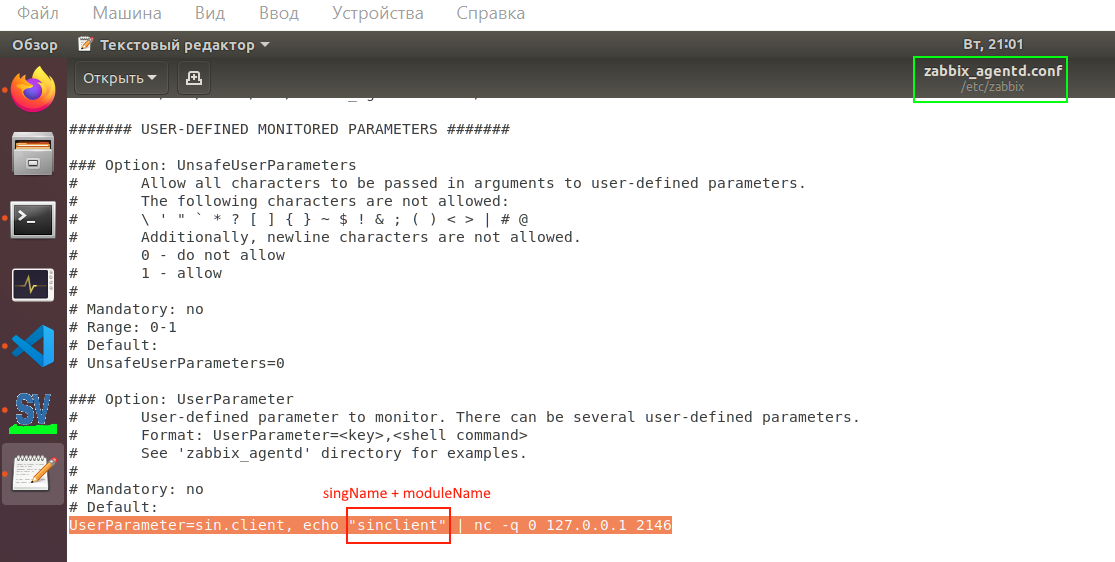 Файл Машина Вид Ввод Устройства Справка
Обзор Текстовый редактор Вт, 21:01
Открыть zabbix_agentd.conf
/etc/zabbix
####### USER-DEFINED MONITORED PARAMETERS #######
### Option: UnsafeUserParameters
# Allow all characters to be passed in arguments to user-defined parameters.
# The following characters are not allowed:
# \ ' " ` * ? [ ] { } ~ $ ! & ; ( ) < > | # @
# Additionally, newline characters are not allowed.
# 0 - do not allow
# 1 - allow
#
# Mandatory: no
# Range: 0-1
# Default:
# UnsafeUserParameters=0
### Option: UserParameter
# User-defined parameter to monitor. There can be several user-defined parameters.
# Format: UserParameter=<key>,<shell command>
# See 'zabbix_agentd' directory for examples.
#
# Mandatory: no
singName + moduleName
# Default:
UserParameter=sin.client, echo "sinclient" | nc -q 0 127.0.0.1 2146
SV